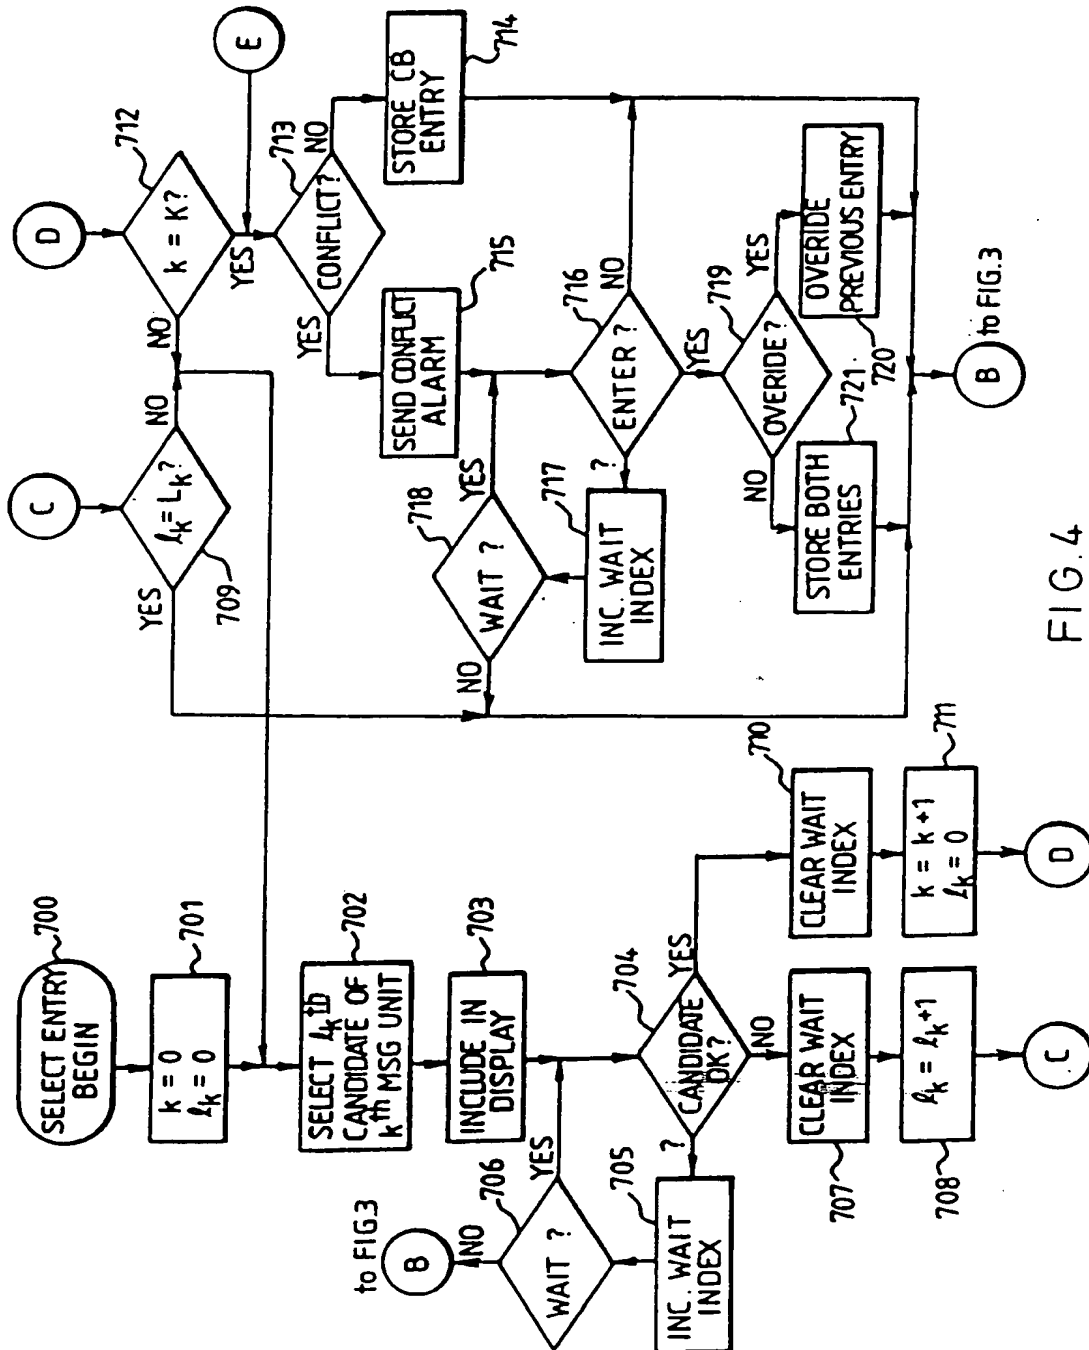 700
SELECT ENTRY
BEGIN
701
k = 0
ℓk = 0
702
SELECT ℓk th
CANDIDATE OF
kth MSG UNIT
703
INCLUDE IN
DISPLAY
704
CANDIDATE
OK?
YES
NO
?
705
INC. WAIT
INDEX
706
WAIT ?
YES
NO
to FIG.3
B
CLEAR WAIT
INDEX
707
ℓk = ℓk+1
708
C
710
CLEAR WAIT
INDEX
711
k = k+1
ℓk = 0
D
C
ℓk = Lk?
709
YES
NO
D
712
k = K?
NO
YES
E
713
CONFLICT?
YES
NO
714
STORE CB
ENTRY
715
SEND CONFLICT
ALARM
716
ENTER ?
NO
YES
?
717
INC. WAIT
INDEX
718
WAIT ?
YES
NO
719
OVERRIDE?
YES
NO
OVERRIDE
PREVIOUS ENTRY
720
721
STORE BOTH
ENTRIES
B
to FIG.3
FIG.4